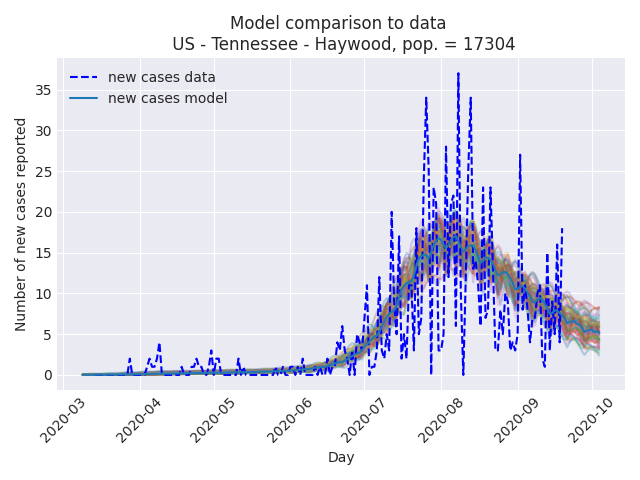 Model comparison to data
US - Tennessee - Haywood, pop. = 17304
new cases data
new cases model
Number of new cases reported
35
30
25
20
15
10
5
0
2020-03
2020-04
2020-05
2020-06
2020-07
2020-08
2020-09
2020-10
Day